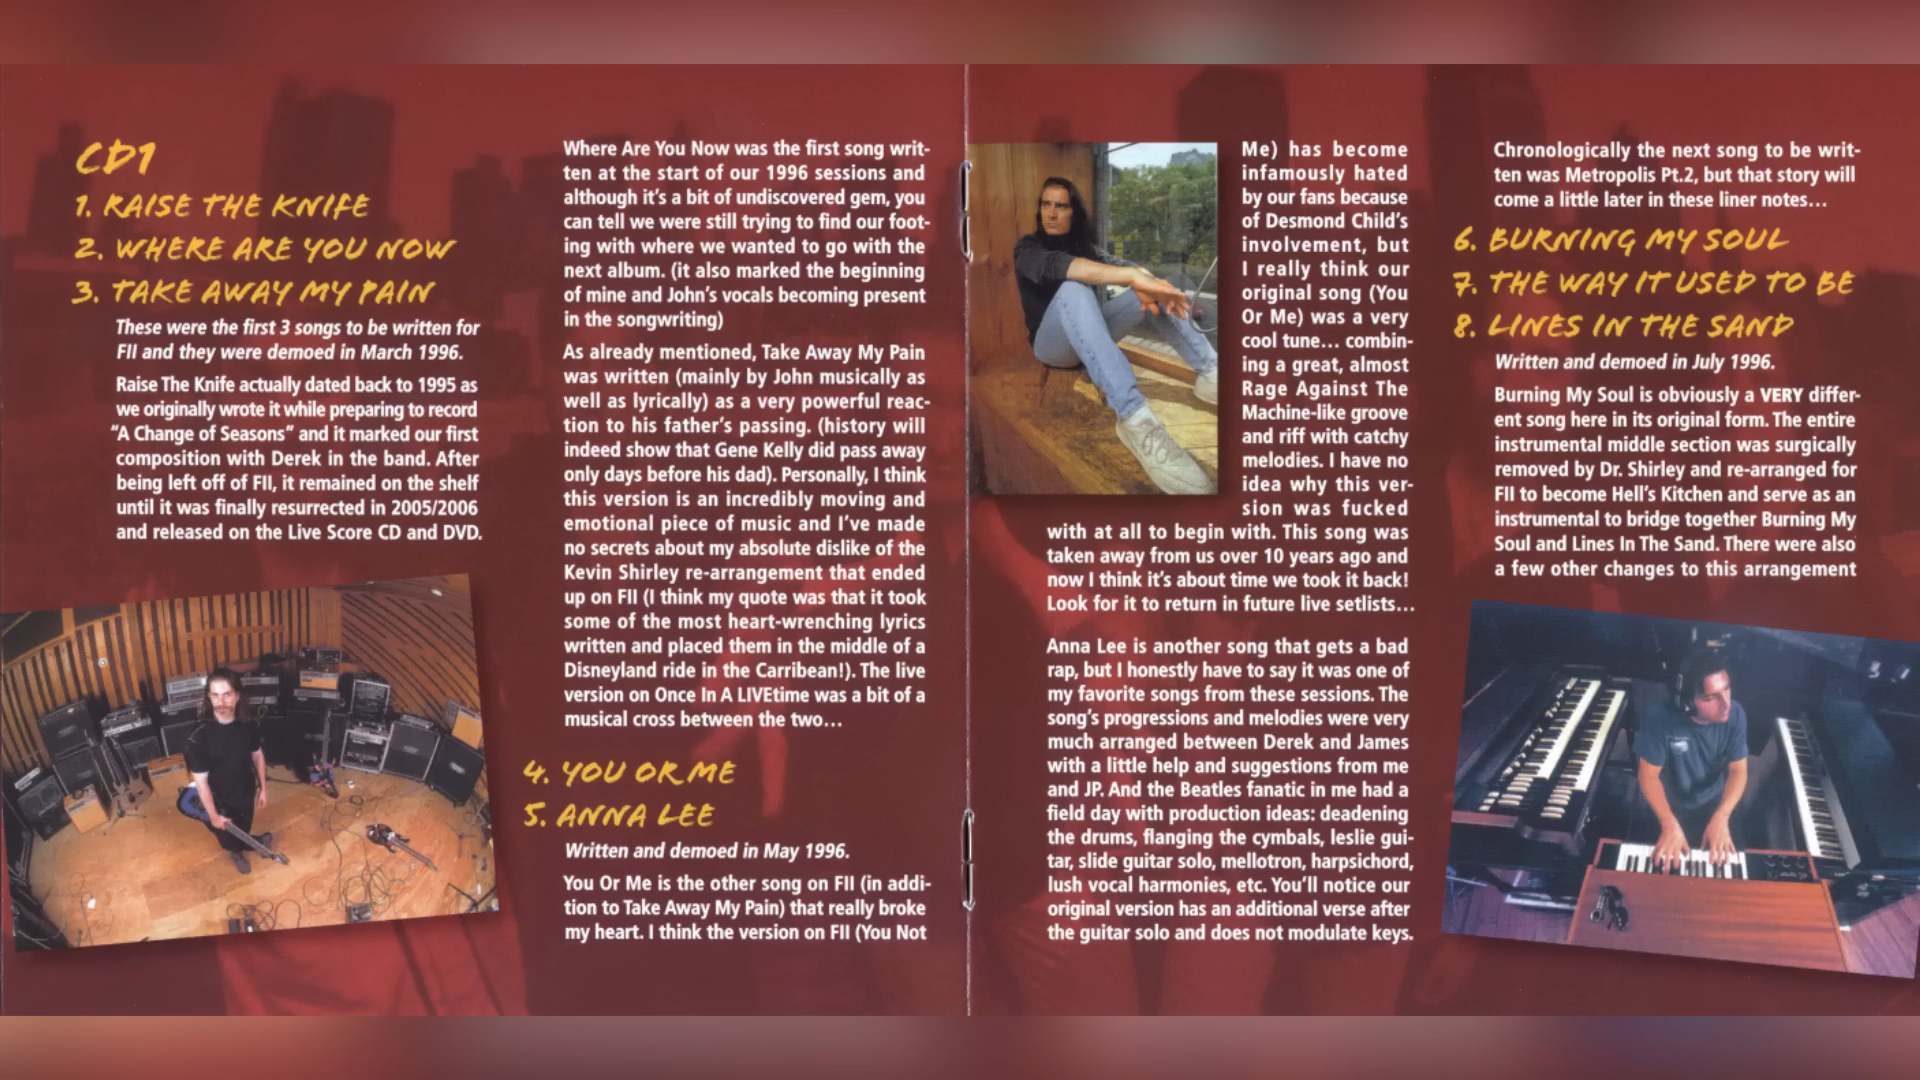 CD1
1. RAISE THE KNIFE
2. WHERE ARE YOU NOW
3. TAKE AWAY MY PAIN
These were the first 3 songs to be written for
FII and they were demoed in March 1996.
Raise The Knife actually dated back to 1995 as
we originally wrote it while preparing to record
"A Change of Seasons" and it marked our first
composition with Derek in the band. After
being left off of FII, it remained on the shelf
until it was finally resurrected in 2005/2006
and released on the Live Score CD and DVD.
Where Are You Now was the first song writ-
ten at the start of our 1996 sessions and
although it's a bit of undiscovered gem, you
can tell we were still trying to find our foot-
ing with where we wanted to go with the
next album. (it also marked the beginning
of mine and John's vocals becoming present
in the songwriting)
As already mentioned, Take Away My Pain
was written (mainly by John musically as
well as lyrically) as a very powerful reac-
tion to his father's passing. (history will
indeed show that Gene Kelly did pass away
only days before his dad). Personally, I think
this version is an incredibly moving and
emotional piece of music and I've made
no secrets about my absolute dislike of the
Kevin Shirley re-arrangement that ended
up on FII (I think my quote was that it took
some of the most heart-wrenching lyrics
written and placed them in the middle of a
Disneyland ride in the Carribean!). The live
version on Once In A LIVEtime was a bit of a
musical cross between the two...
4. YOU OR ME
5. ANNA LEE
Written and demoed in May 1996.
You Or Me is the other song on FII (in addi-
tion to Take Away My Pain) that really broke
my heart. I think the version on FII (You Not
Me) has become
infamously hated
by our fans because
of Desmond Child's
involvement, but
I really think our
original song (You
Or Me) was a very
cool tune... combin-
ing a great, almost
Rage Against The
Machine-like groove
and riff with catchy
melodies. I have no
idea why this ver-
sion was fucked
with at all to begin with. This song was
taken away from us over 10 years ago and
now I think it's about time we took it back!
Look for it to return in future live setlists...
Anna Lee is another song that gets a bad
rap, but I honestly have to say it was one of
my favorite songs from these sessions. The
song's progressions and melodies were very
much arranged between Derek and James
with a little help and suggestions from me
and JP. And the Beatles fanatic in me had a
field day with production ideas: deadening
the drums, flanging the cymbals, leslie gui-
tar, slide guitar solo, mellotron, harpsichord,
lush vocal harmonies, etc. You'll notice our
original version has an additional verse after
the guitar solo and does not modulate keys.
Chronologically the next song to be writ-
ten was Metropolis Pt.2, but that story will
come a little later in these liner notes...
6. BURNING MY SOUL
7. THE WAY IT USED TO BE
8. LINES IN THE SAND
Written and demoed in July 1996.
Burning My Soul is obviously a VERY differ-
ent song here in its original form. The entire
instrumental middle section was surgically
removed by Dr. Shirley and re-arranged for
FII to become Hell's Kitchen and serve as an
instrumental to bridge together Burning My
Soul and Lines In The Sand. There were also
a few other changes to this arrangement